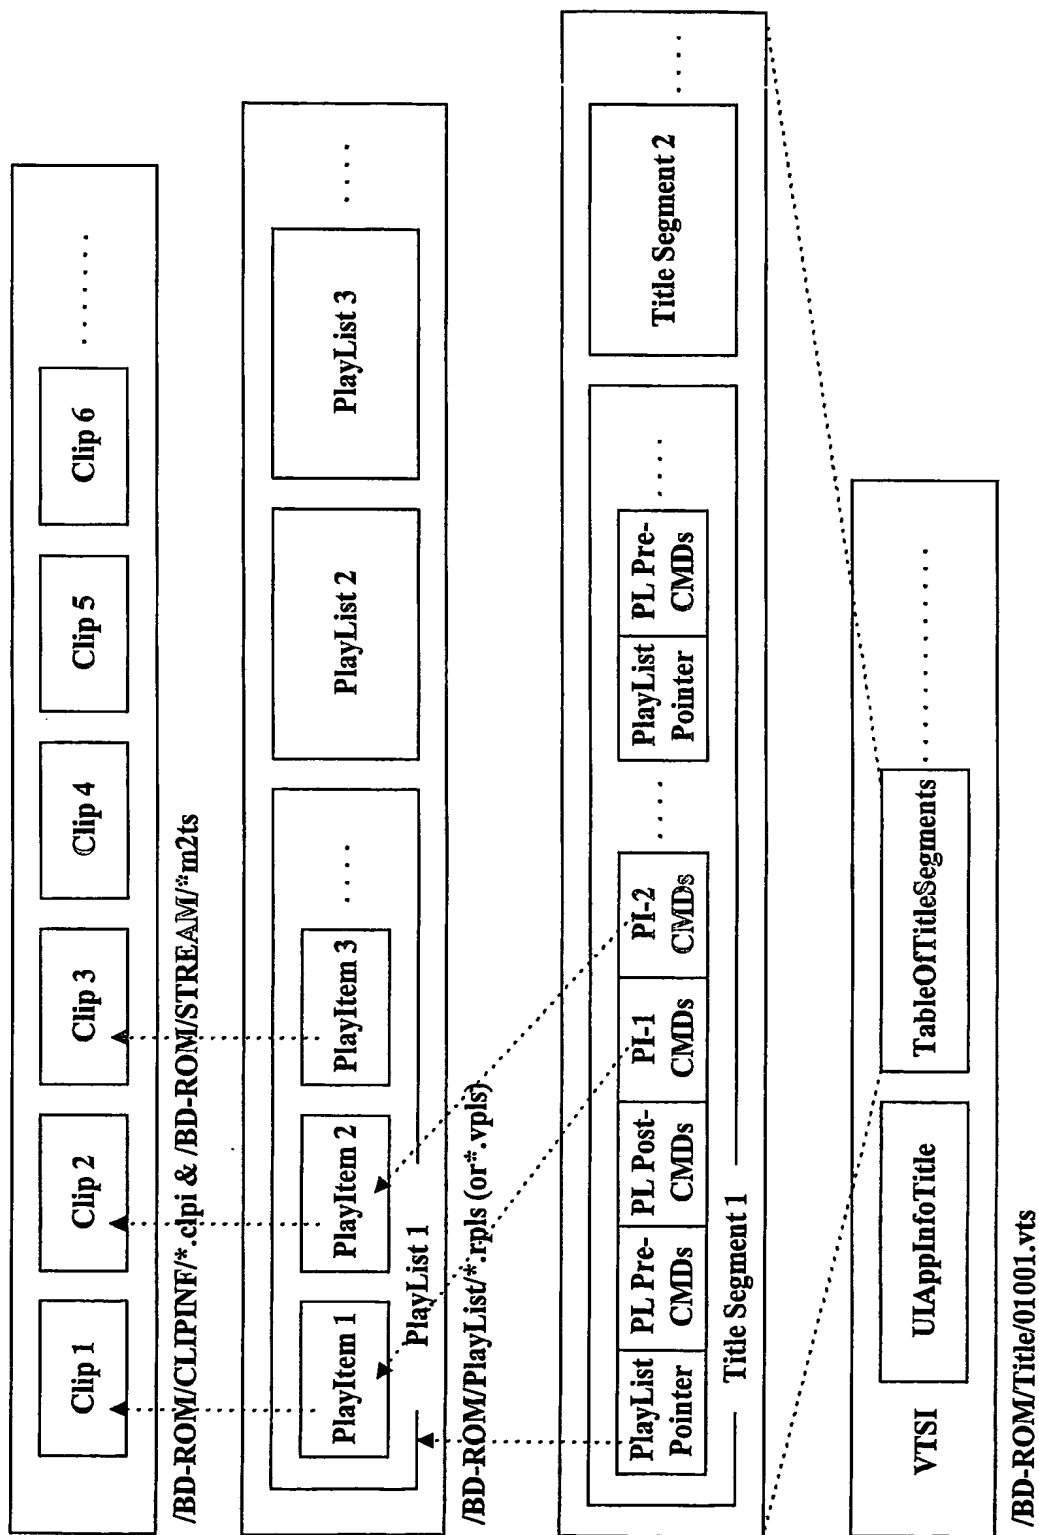 Clip 1
Clip 2
Clip 3
Clip 4
Clip 5
Clip 6
. . . . . . .
/BD-ROM/CLIPINF/*.clpi & /BD-ROM/STREAM/*m2ts
PlayItem 1
PlayItem 2
PlayItem 3
. . . .
PlayList 1
PlayList 2
PlayList 3
. . . .
/BD-ROM/PlayList/*.rpls (or*.vpls)
PlayList
Pointer
PL Pre-
CMDs
PL Post-
CMDs
PI-1
CMDs
PI-2
CMDs
. . . .
PlayList
Pointer
PL Pre-
CMDs
. . . .
Title Segment 1
Title Segment 2
. . . .
VTSI
UIAppInfoTitle
TableOfTitleSegments
. . . . . . . . . . . . .
/BD-ROM/Title/01001.vts